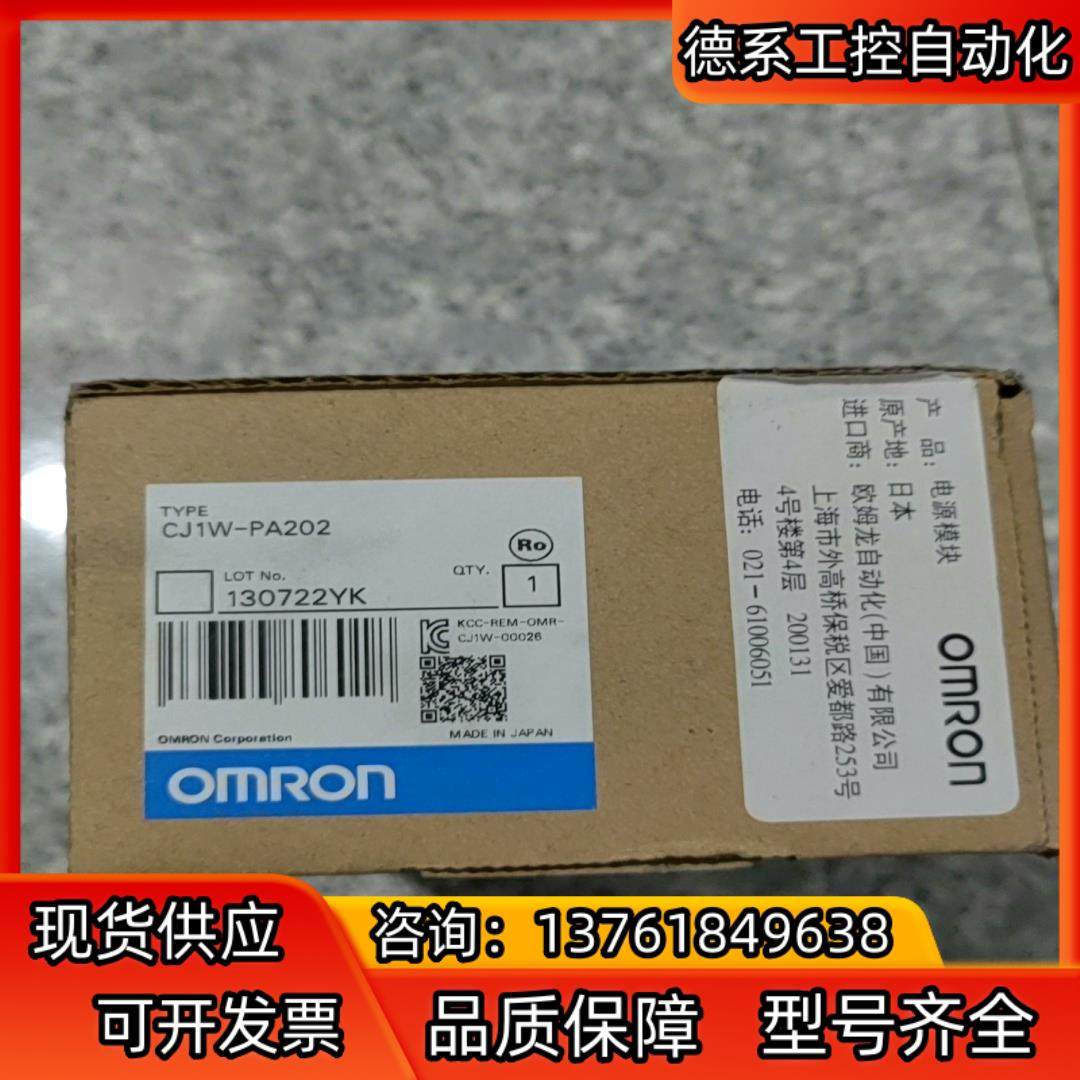 德系工控自动化
TYPE
CJ1W-PA202
Ro
LOT No.
130722YK
QTY.
1
KCC-REM-OMR-
CJ1W-00026
OMRON Corporation
MADE IN JAPAN
OMRON
产 品：电源模块
原产地：日本
进口商：欧姆龙自动化(中国)有限公司
上海市外高桥保税区爱都路253号
4号楼第4层 200131
电话：021-61006051
OMRON
现货供应
咨询：13761849638
可开发票
品质保障
型号齐全